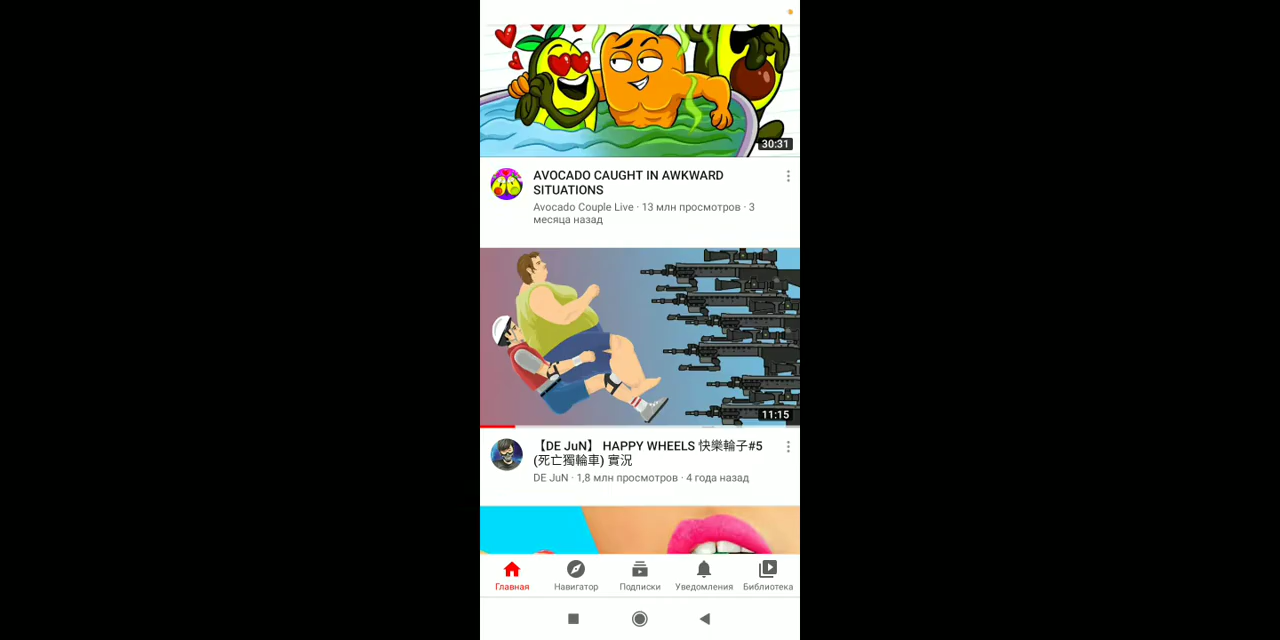 30:31
AVOCADO CAUGHT IN AWKWARD
SITUATIONS
Avocado Couple Live · 13 млн просмотров · 3
месяца назад
11:15
【DE JuN】 HAPPY WHEELS 快樂輪子#5
(死亡獨輪車) 實況
DE JuN · 1,8 млн просмотров · 4 года назад
Главная
Навигатор
Подписки
Уведомления
Библиотека